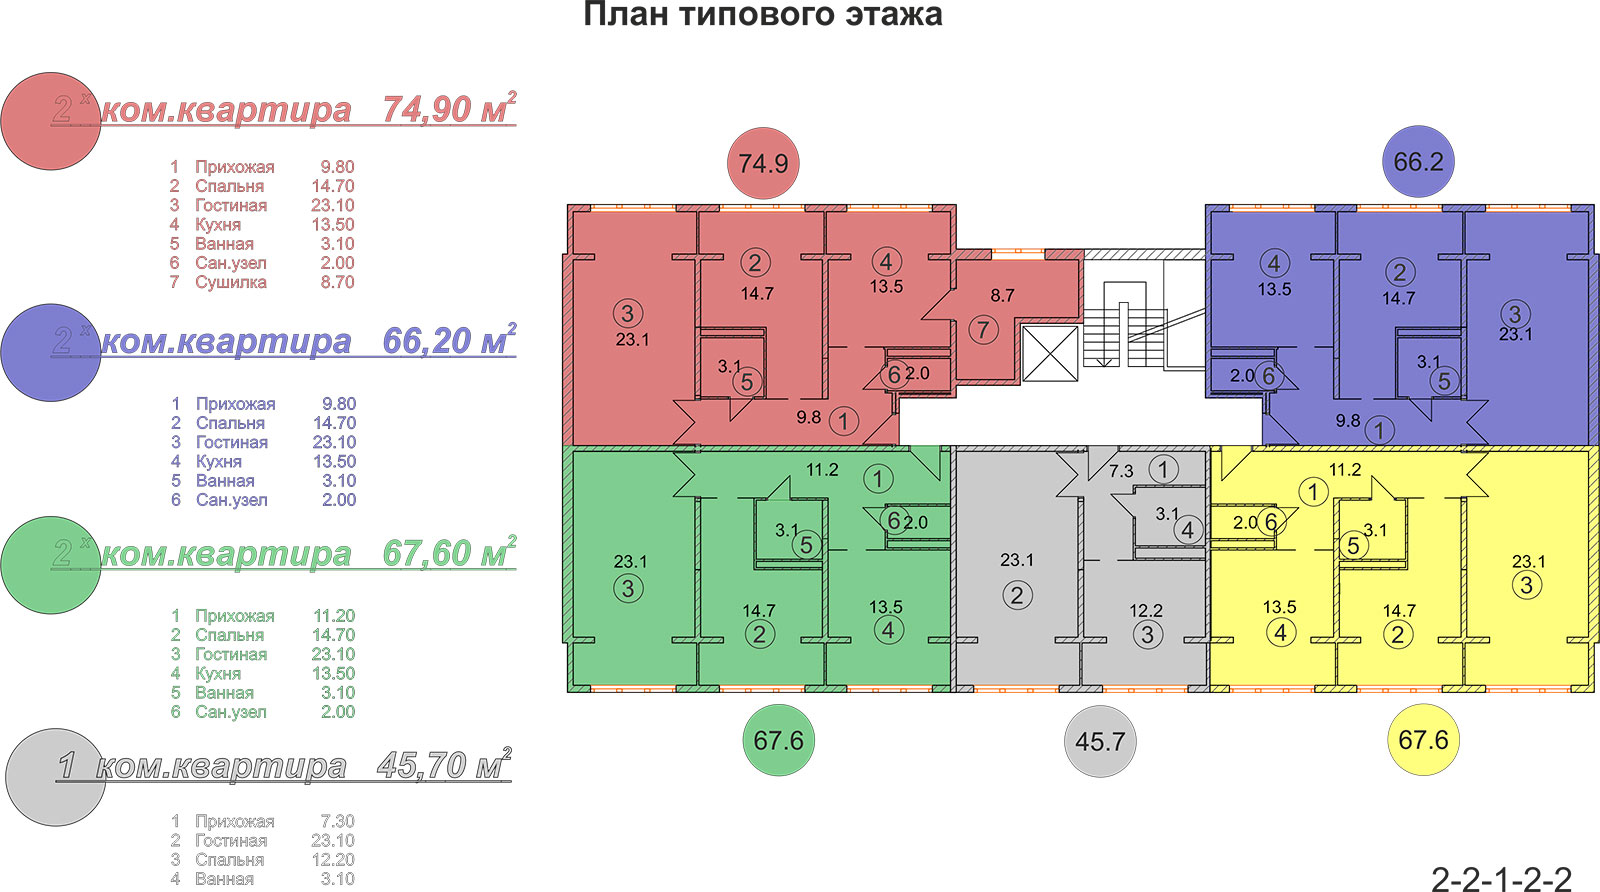 План типового этажа
2х ком.квартира 74,90 м2
1 Прихожая 9.80
2 Спальня 14.70
3 Гостиная 23.10
4 Кухня 13.50
5 Ванная 3.10
6 Сан.узел 2.00
7 Сушилка 8.70
2х ком.квартира 66,20 м2
1 Прихожая 9.80
2 Спальня 14.70
3 Гостиная 23.10
4 Кухня 13.50
5 Ванная 3.10
6 Сан.узел 2.00
2х ком.квартира 67,60 м2
1 Прихожая 11.20
2 Спальня 14.70
3 Гостиная 23.10
4 Кухня 13.50
5 Ванная 3.10
6 Сан.узел 2.00
1 ком.квартира 45,70 м2
1 Прихожая 7.30
2 Гостиная 23.10
3 Спальня 12.20
4 Ванная 3.10
74.9
66.2
3
23.1
2
14.7
4
13.5
8.7
7
3.1
5
6
2.0
9.8
1
4
13.5
2
14.7
3
23.1
2.0
6
3.1
5
9.8
1
11.2
1
23.1
3
3.1
5
6
2.0
14.7
2
13.5
4
7.3
1
3.1
4
23.1
2
12.2
3
11.2
1
2.0
6
3.1
5
13.5
4
14.7
2
23.1
3
67.6
45.7
67.6
2-2-1-2-2